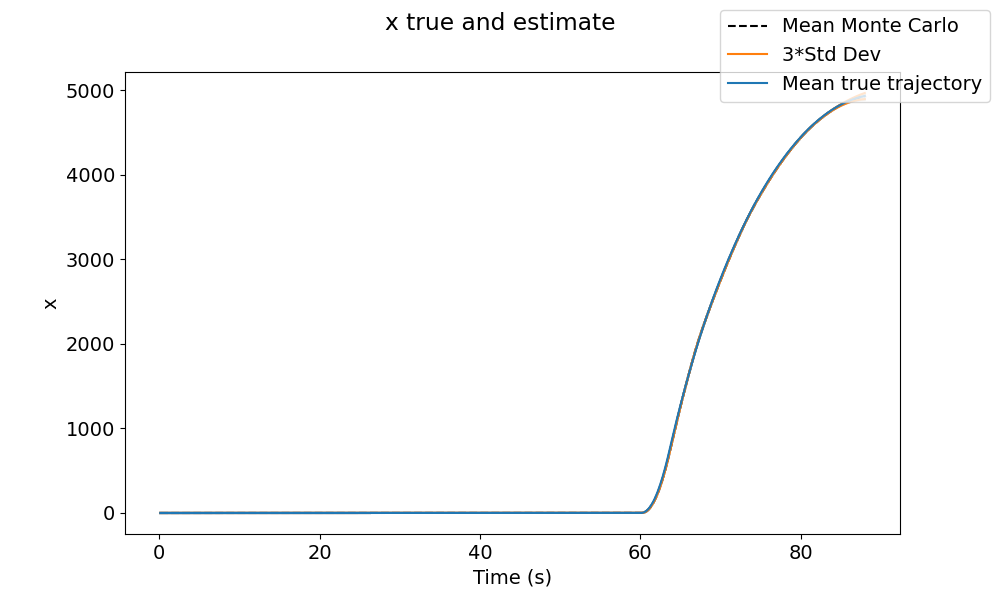 x true and estimate
Mean Monte Carlo
3*Std Dev
Mean true trajectory
5000
4000
3000
2000
1000
0
x
0 20 40 60 80
Time (s)